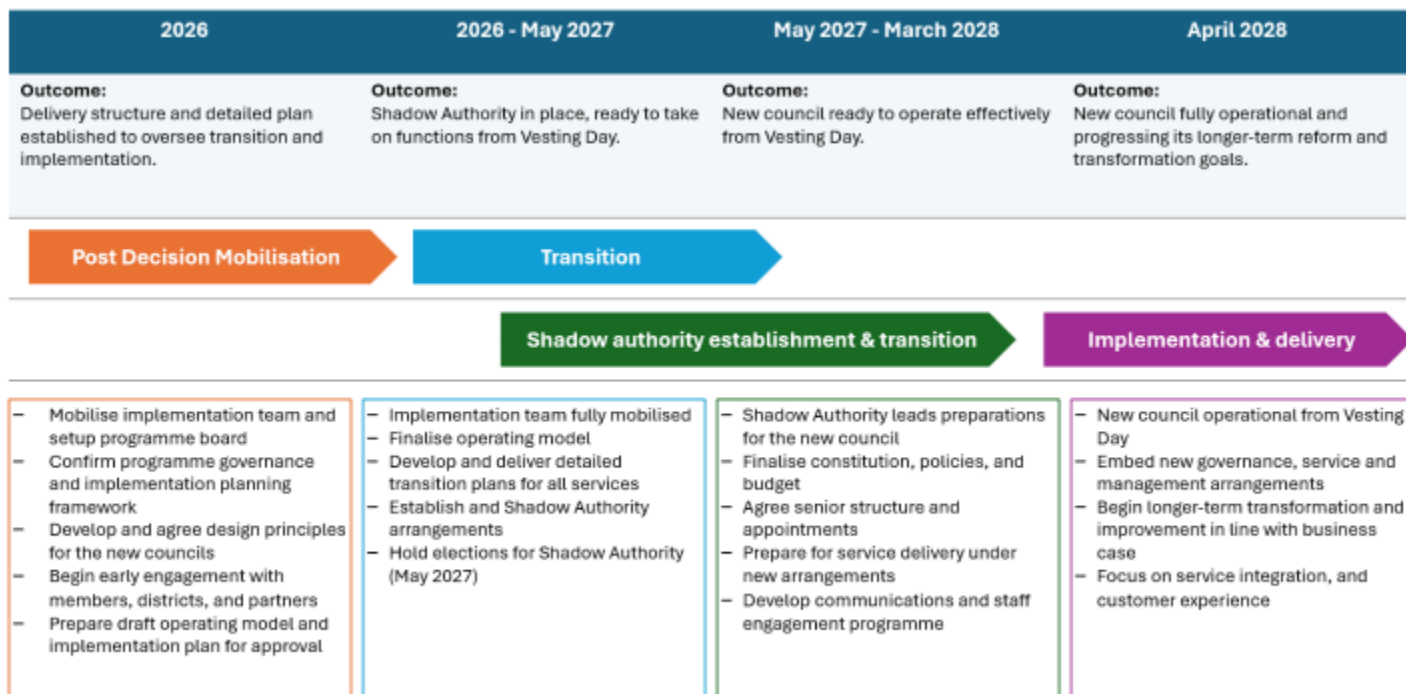 2026
2026 - May 2027
May 2027 - March 2028
April 2028
Outcome:
Delivery structure and detailed plan
established to oversee transition and
implementation.
Outcome:
Shadow Authority in place, ready to take
on functions from Vesting Day.
Outcome:
New council ready to operate effectively
from Vesting Day.
Outcome:
New council fully operational and
progressing its longer-term reform and
transformation goals.
Post Decision Mobilisation
Transition
Shadow authority establishment & transition
Implementation & delivery
– Mobilise implementation team and
setup programme board
– Confirm programme governance
and implementation planning
framework
– Develop and agree design principles
for the new councils
– Begin early engagement with
members, districts, and partners
– Prepare draft operating model and
implementation plan for approval
– Implementation team fully mobilised
– Finalise operating model
– Develop and deliver detailed
transition plans for all services
– Establish and Shadow Authority
arrangements
– Hold elections for Shadow Authority
(May 2027)
– Shadow Authority leads preparations
for the new council
– Finalise constitution, policies, and
budget
– Agree senior structure and
appointments
– Prepare for service delivery under
new arrangements
– Develop communications and staff
engagement programme
– New council operational from Vesting
Day
– Embed new governance, service and
management arrangements
– Begin longer-term transformation and
improvement in line with business
case
– Focus on service integration, and
customer experience